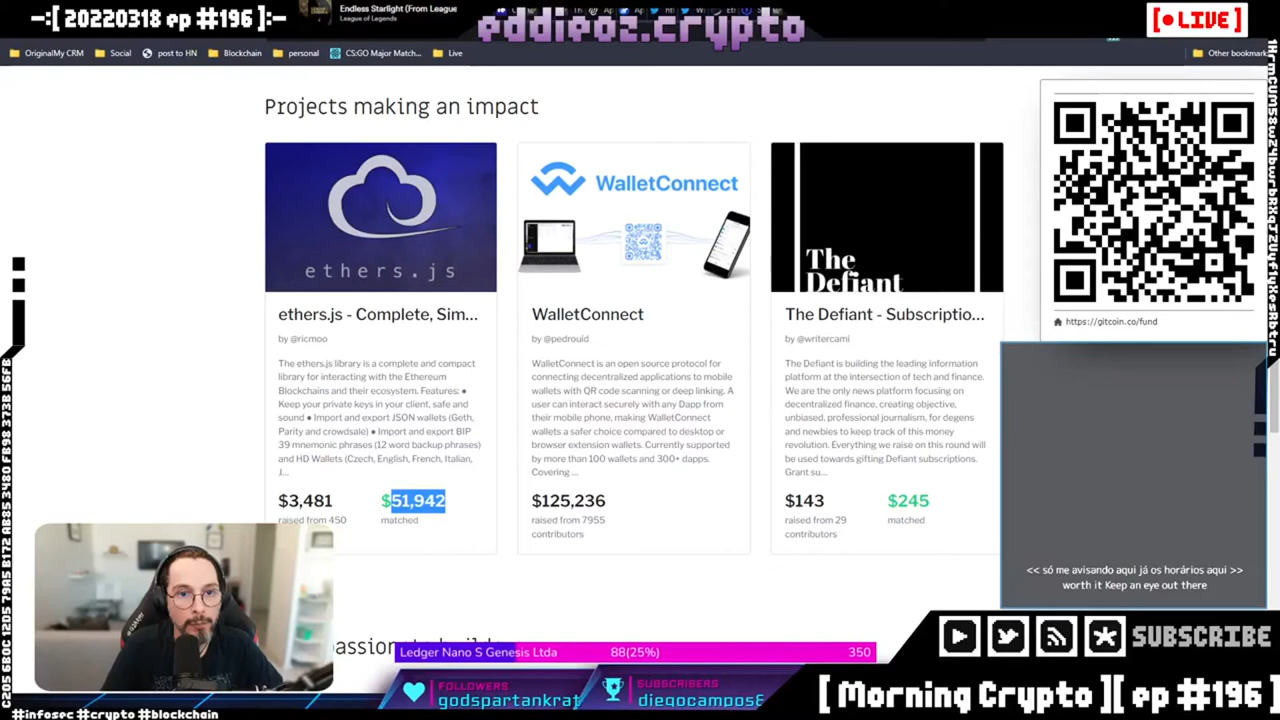 -:[ 20220318 ep #196 ]:-
Endless Starlight (From League
League of Legends
eddieoz.crypto
[ • LIVE ]
OriginalMy CRM
Social
post to HN
Blockchain
personal
CS:GO Major Match...
Live
Other bookmark
Projects making an impact
ethers.js
WalletConnect
The
Defiant
ethers.js - Complete, Sim...
by @ricmoo
The ethers.js library is a complete and compact
library for interacting with the Ethereum
Blockchains and their ecosystem. Features: ●
Keep your private keys in your client, safe and
sound ● Import and export JSON wallets (Geth,
Parity and crowdsale) ● Import and export BIP
39 mnemonic phrases (12 word backup phrases)
and HD Wallets (Czech, English, French, Italian,
J...
$3,481
raised from 450
$51,942
matched
WalletConnect
by @pedrouid
WalletConnect is an open source protocol for
connecting decentralized applications to mobile
wallets with QR code scanning or deep linking. A
user can interact securely with any Dapp from
their mobile phone, making WalletConnect
wallets a safer choice compared to desktop or
browser extension wallets. Currently supported
by more than 100 wallets and 300+ dapps.
Covering ...
$125,236
raised from 7955
contributors
The Defiant - Subscriptio...
by @writercami
The Defiant is building the leading information
platform at the intersection of tech and finance.
We are the only news platform focusing on
decentralized finance, creating objective,
unbiased, professional journalism, for degens
and newbies to keep track of this money
revolution. Everything we raise on this round will
be used towards gifting Defiant subscriptions.
Grant su...
$143
raised from 29
contributors
$245
matched
https://gitcoin.co/fund
<< só me avisando aqui já os horários aqui >>
worth it Keep an eye out there
Ledger Nano S Genesis Ltda
88(25%)
350
FOLLOWERS
godspartankrat
SUBSCRIBERS
diegocampos8
SUBSCRIBE
[ Morning Crypto ][ ep #196 ]
#infosec #crypto #blockchain